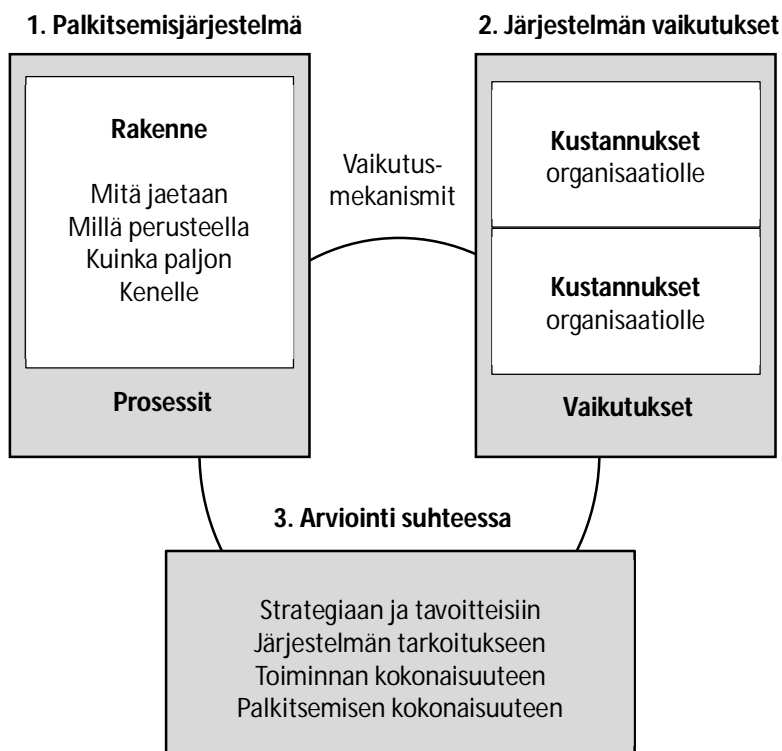 1. Palkitsemisjärjestelmä
Rakenne
Mitä jaetaan
Millä perusteella
Kuinka paljon
Kenelle
Prosessit
Vaikutus-
mekanismit
2. Järjestelmän vaikutukset
Kustannukset
organisaatiolle
Kustannukset
organisaatiolle
Vaikutukset
3. Arviointi suhteessa
Strategiaan ja tavoitteisiin
Järjestelmän tarkoitukseen
Toiminnan kokonaisuuteen
Palkitsemisen kokonaisuuteen